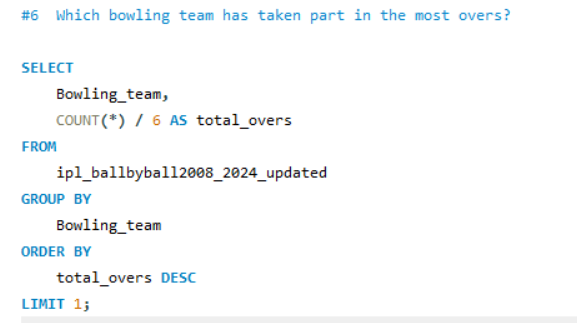 #6  Which bowling team has taken part in the most overs?
SELECT
Bowling_team,
COUNT(*) / 6 AS total_overs
FROM
ipl_ballbyball2008_2024_updated
GROUP BY
Bowling_team
ORDER BY
total_overs DESC
LIMIT 1;